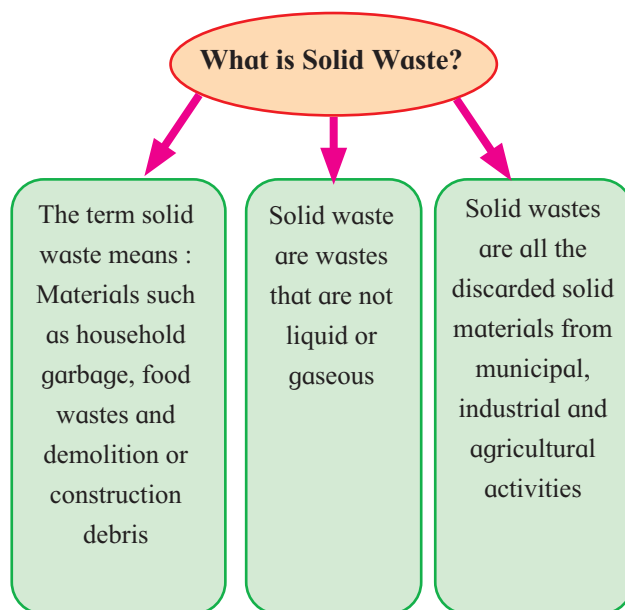 What is Solid Waste?
The term solid
waste means :
Materials such
as household
garbage, food
wastes and
demolition or
construction
debris
Solid waste
are wastes
that are not
liquid or
gaseous
Solid wastes
are all the
discarded solid
materials from
municipal,
industrial and
agricultural
activities